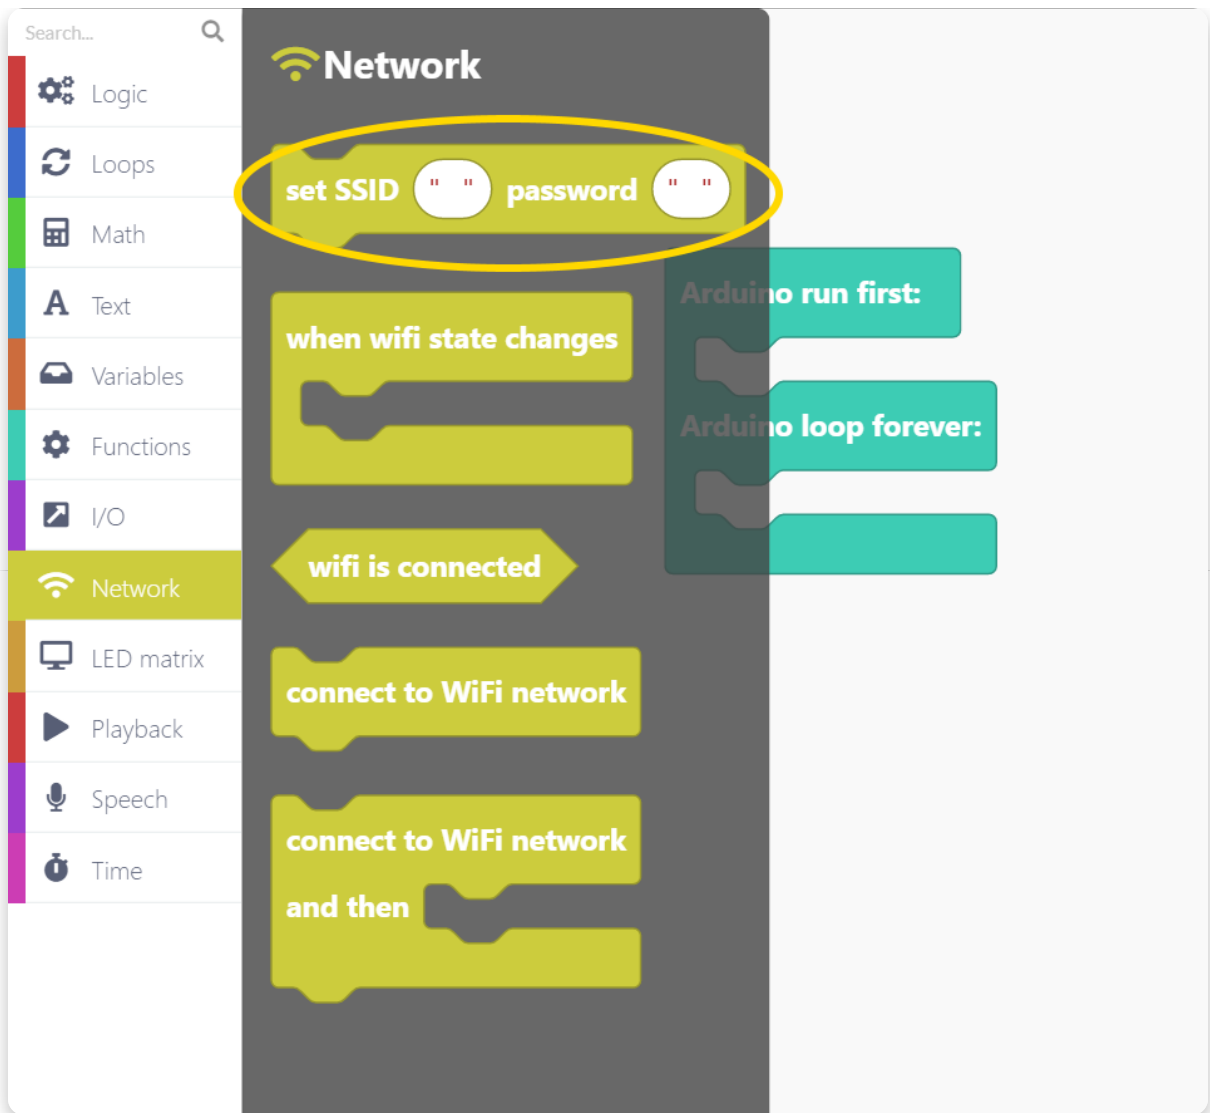 Search...
Logic
Loops
Math
Text
Variables
Functions
I/O
Network
LED matrix
Playback
Speech
Time
Network
set SSID " " password " "
when wifi state changes
wifi is connected
connect to WiFi network
connect to WiFi network
and then
Arduino run first:
Arduino loop forever: